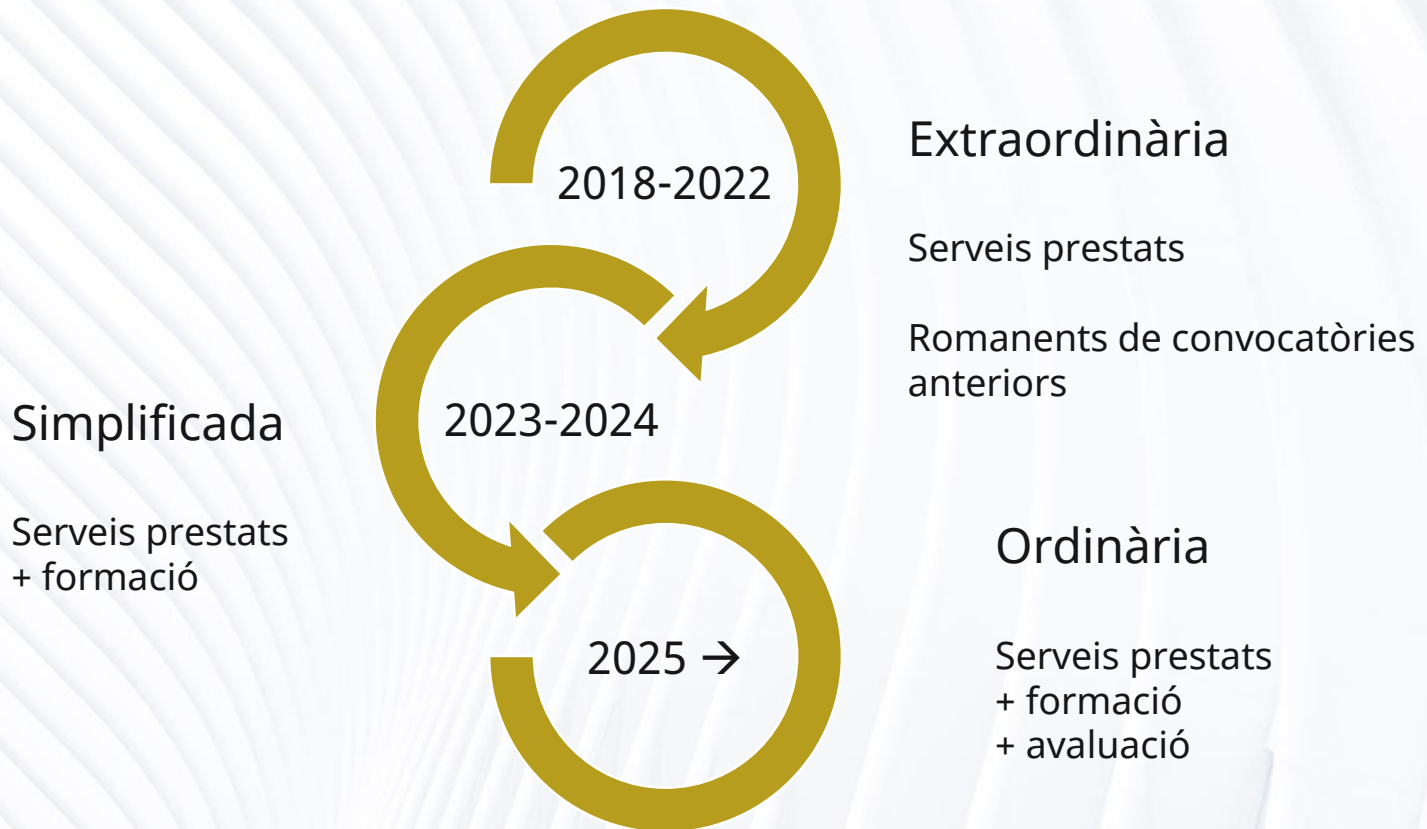 2018-2022
Extraordinària
Serveis prestats
Romanents de convocatòries
anteriors
2023-2024
Simplificada
Serveis prestats
+ formació
2025 →
Ordinària
Serveis prestats
+ formació
+ avaluació